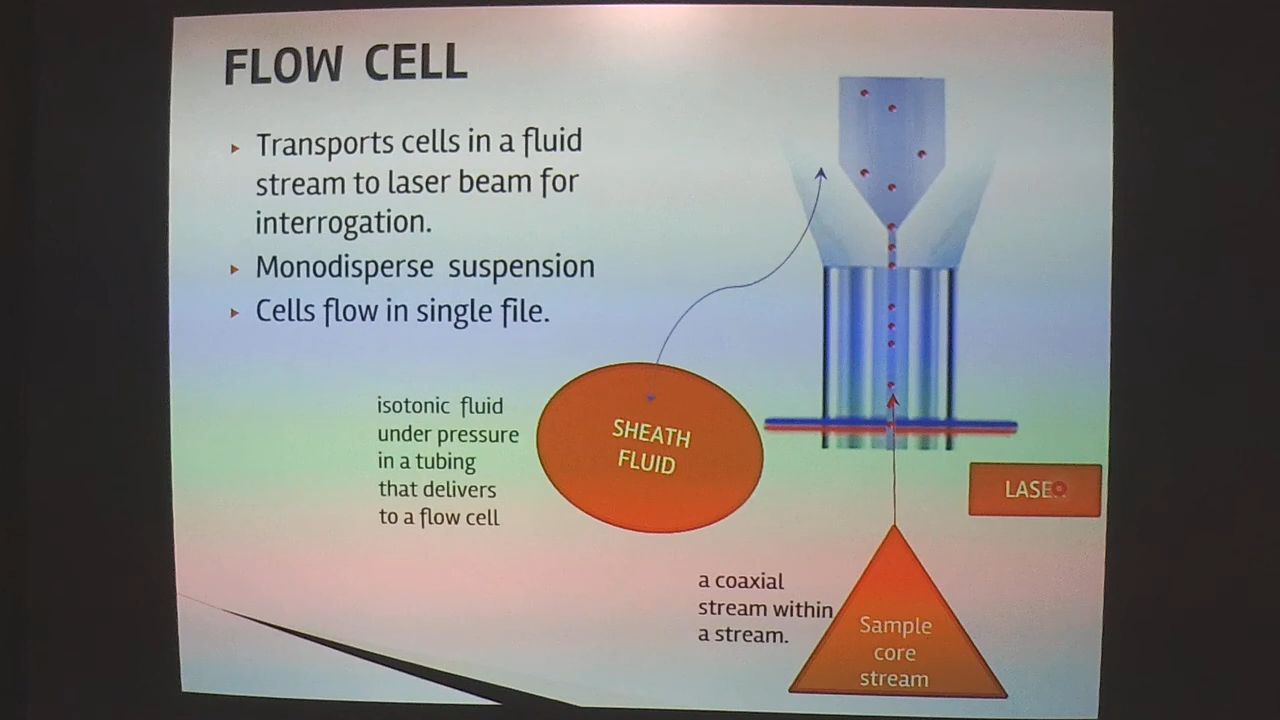 FLOW CELL
Transports cells in a fluid
stream to laser beam for
interrogation.
Monodisperse suspension
Cells flow in single file.
isotonic fluid
under pressure
in a tubing
that delivers
to a flow cell
SHEATH
FLUID
LASER
a coaxial
stream within
a stream.
Sample
core
stream